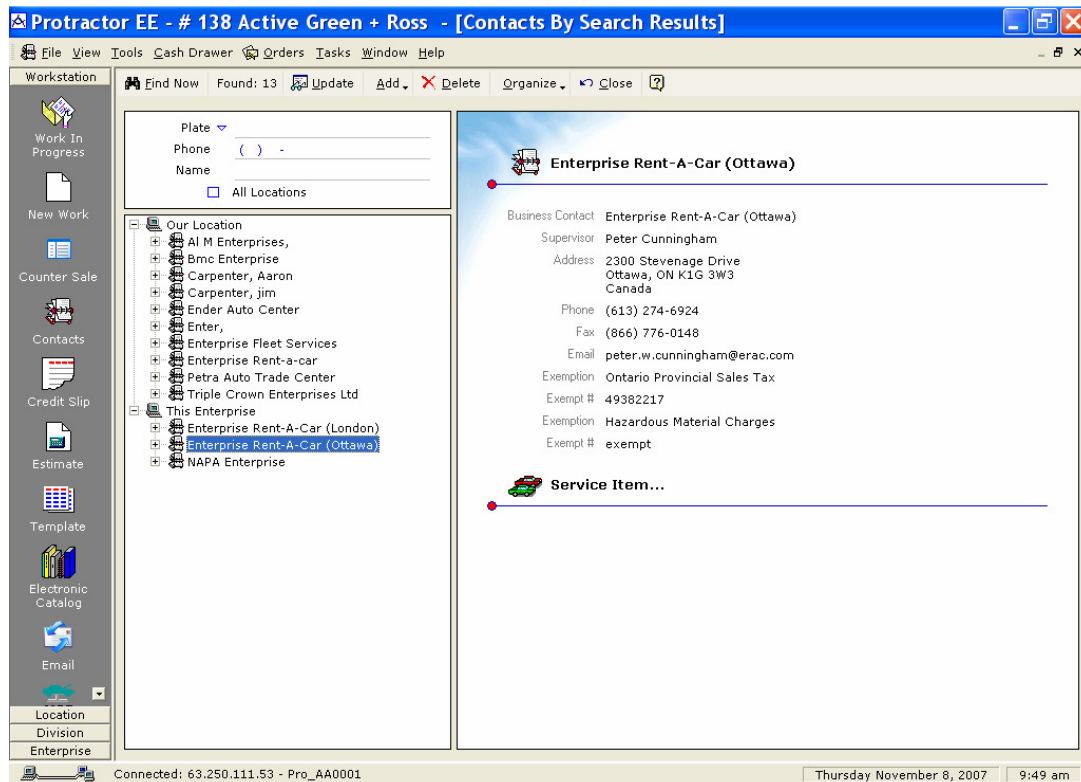 Protractor EE - # 138 Active Green + Ross - [Contacts By Search Results]
File View Tools Cash Drawer Orders Tasks Window Help
Workstation
Find Now Found: 13 Update Add Delete Organize Close
Work In
Progress
New Work
Counter Sale
Contacts
Credit Slip
Estimate
Template
Electronic
Catalog
Email
Location
Division
Enterprise
Plate
Phone ( ) -
Name
All Locations
Our Location
Al M Enterprises,
Bmc Enterprise
Carpenter, Aaron
Carpenter, jim
Ender Auto Center
Enter,
Enterprise Fleet Services
Enterprise Rent-a-car
Petra Auto Trade Center
Triple Crown Enterprises Ltd
This Enterprise
Enterprise Rent-A-Car (London)
Enterprise Rent-A-Car (Ottawa)
NAPA Enterprise
Enterprise Rent-A-Car (Ottawa)
Business Contact Enterprise Rent-A-Car (Ottawa)
Supervisor Peter Cunningham
Address 2300 Stevenage Drive
Ottawa, ON K1G 3W3
Canada
Phone (613) 274-6924
Fax (866) 776-0148
Email peter.w.cunningham@erac.com
Exemption Ontario Provincial Sales Tax
Exempt # 49382217
Exemption Hazardous Material Charges
Exempt # exempt
Service Item...
Connected: 63.250.111.53 - Pro_AA0001
Thursday November 8, 2007 9:49 am